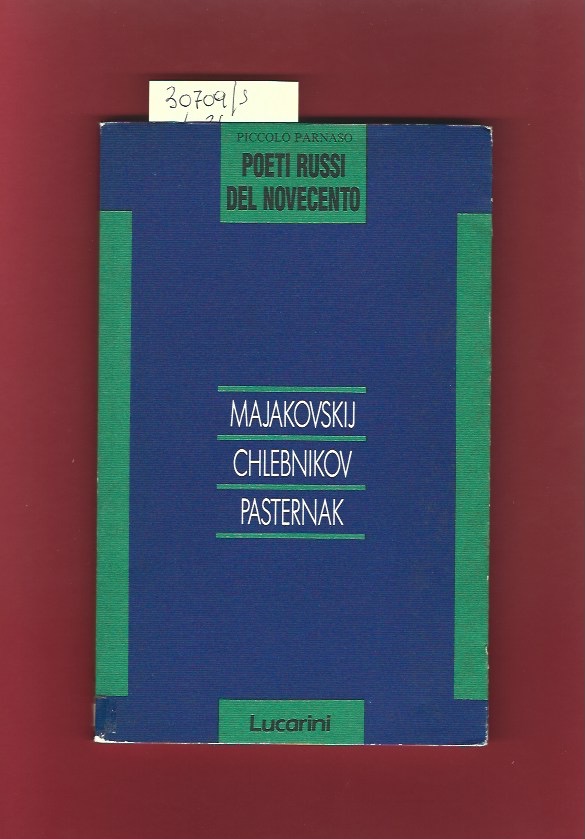 30709/s
PICCOLO PARNASO
POETI RUSSI
DEL NOVECENTO
MAJAKOVSKIJ
CHLEBNIKOV
PASTERNAK
Lucarini